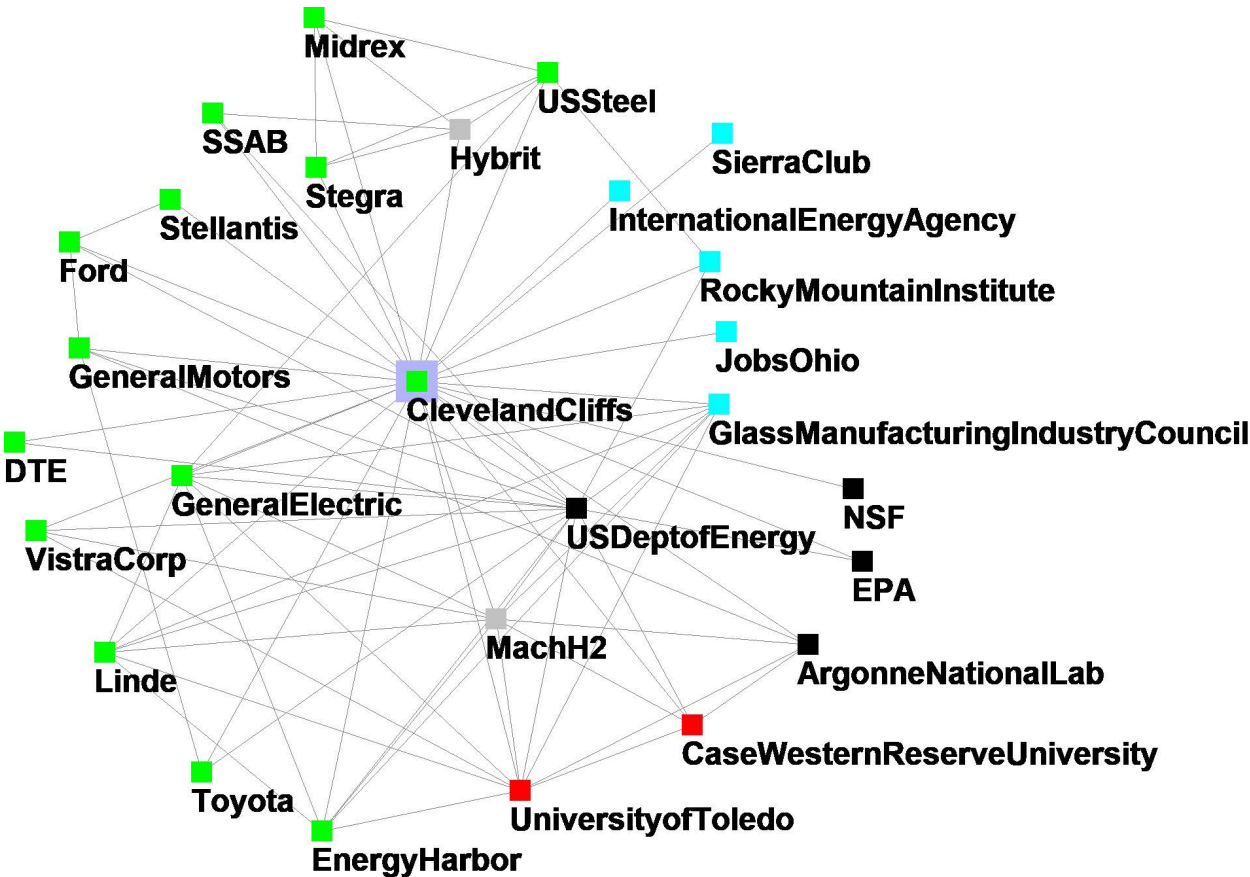 Midrex
USSteel
SSAB
Hybrit
SierraClub
Stegra
InternationalEnergyAgency
Stellantis
Ford
RockyMountainInstitute
JobsOhio
GeneralMotors
ClevelandCliffs
GlassManufacturingIndustryCouncil
DTE
GeneralElectric
NSF
USDeptofEnergy
VistraCorp
EPA
MachH2
ArgonneNationalLab
Linde
CaseWesternReserveUniversity
Toyota
UniversityofToledo
EnergyHarbor